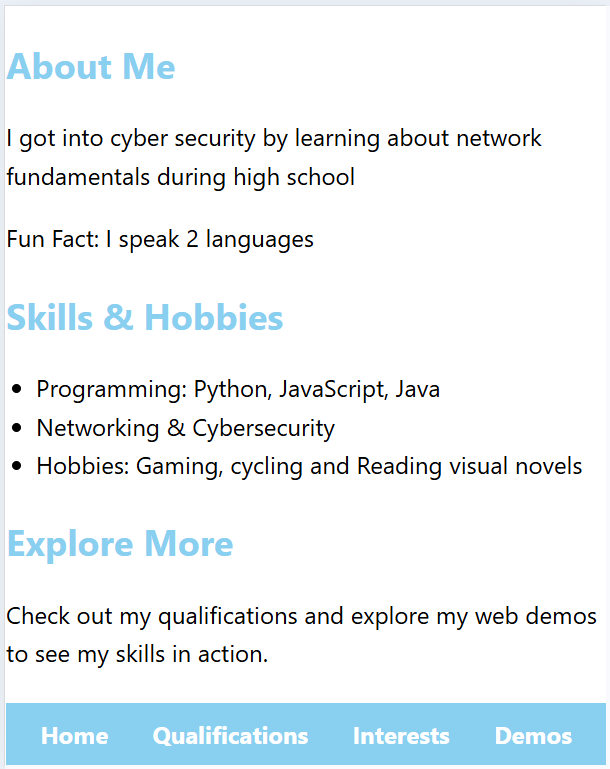 About Me
I got into cyber security by learning about network
fundamentals during high school
Fun Fact: I speak 2 languages
Skills & Hobbies
• Programming: Python, JavaScript, Java
• Networking & Cybersecurity
• Hobbies: Gaming, cycling and Reading visual novels
Explore More
Check out my qualifications and explore my web demos
to see my skills in action.
Home Qualifications Interests Demos